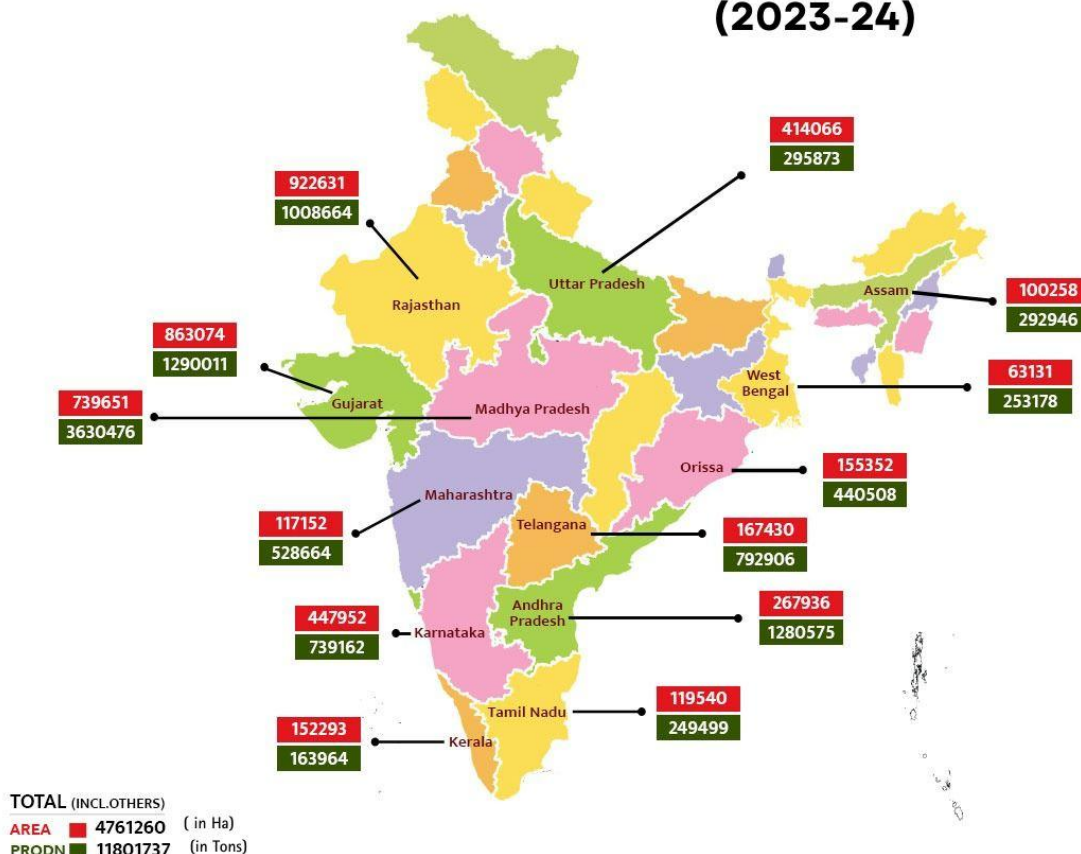 (2023-24)
414066
295873
922631
1008664
Uttar Pradesh
Rajasthan
Assam
100258
292946
863074
1290011
West
Bengal
63131
253178
739651
3630476
Gujarat
Madhya Pradesh
Orissa
155352
440508
Maharashtra
117152
528664
Telangana
167430
792906
Andhra
Pradesh
267936
1280575
447952
739162
Karnataka
119540
249499
Tamil Nadu
152293
163964
Kerala
TOTAL (INCL.OTHERS)
AREA 4761260 ( in Ha)
PRODN 11801737 (in Tons)